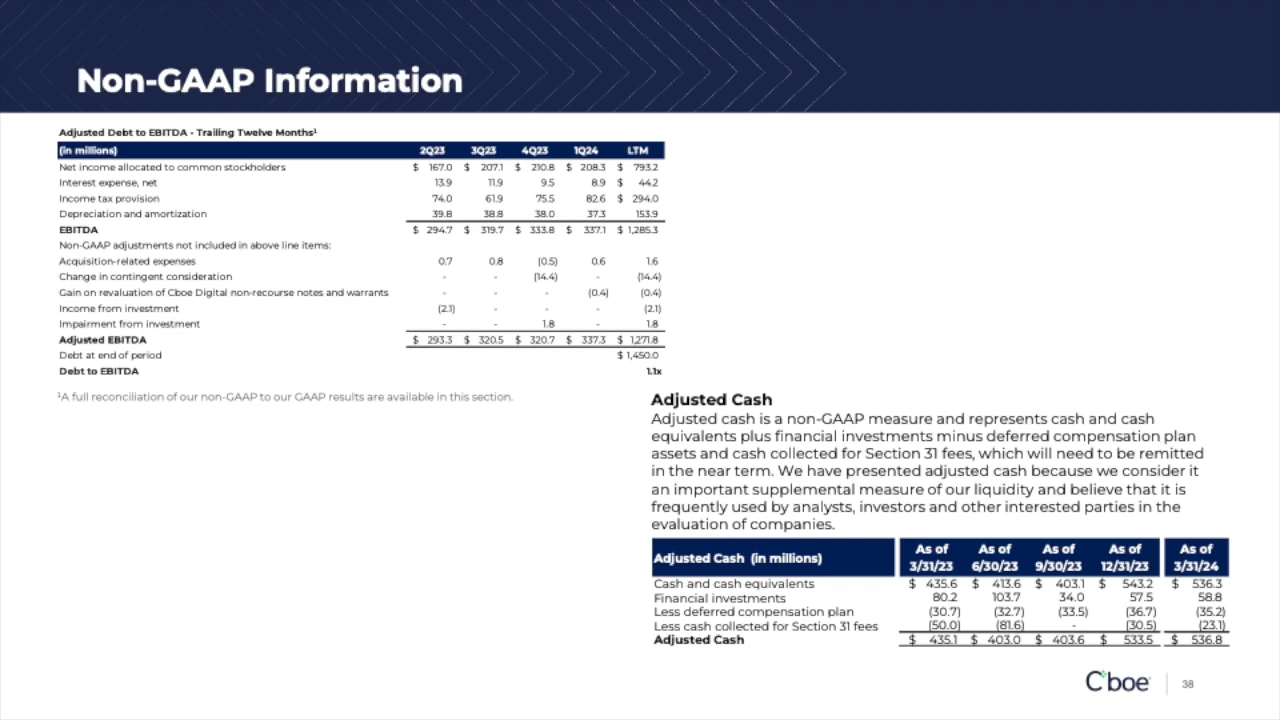 Non-GAAP Information
Adjusted Debt to EBITDA - Trailing Twelve Months¹
(in millions) 2Q23 3Q23 4Q23 1Q24 LTM
Net income allocated to common stockholders $ 167.0 $ 207.1 $ 210.8 $ 208.3 $ 793.2
Interest expense, net 13.9 11.9 9.5 8.9 $ 44.2
Income tax provision 74.0 61.9 75.5 82.6 $ 294.0
Depreciation and amortization 39.8 38.8 38.0 37.3 153.9
EBITDA $ 294.7 $ 319.7 $ 333.8 $ 337.1 $ 1,285.3
Non-GAAP adjustments not included in above line items:
Acquisition-related expenses 0.7 0.8 (0.5) 0.6 1.6
Change in contingent consideration - - (14.4) - (14.4)
Gain on revaluation of Cboe Digital non-recourse notes and warrants - - - (0.4) (0.4)
Income from investment (2.1) - - - (2.1)
Impairment from investment - - 1.8 - 1.8
Adjusted EBITDA $ 293.3 $ 320.5 $ 320.7 $ 337.3 $ 1,271.8
Debt at end of period $ 1,450.0
Debt to EBITDA 1.1x
¹A full reconciliation of our non-GAAP to our GAAP results are available in this section.
Adjusted Cash
Adjusted cash is a non-GAAP measure and represents cash and cash
equivalents plus financial investments minus deferred compensation plan
assets and cash collected for Section 31 fees, which will need to be remitted
in the near term. We have presented adjusted cash because we consider it
an important supplemental measure of our liquidity and believe that it is
frequently used by analysts, investors and other interested parties in the
evaluation of companies.
Adjusted Cash (in millions) As of 3/31/23 As of 6/30/23 As of 9/30/23 As of 12/31/23 As of 3/31/24
Cash and cash equivalents $ 435.6 $ 413.6 $ 403.1 $ 543.2 $ 536.3
Financial investments 80.2 103.7 34.0 57.5 58.8
Less deferred compensation plan (30.7) (32.7) (33.5) (36.7) (35.2)
Less cash collected for Section 31 fees (50.0) (81.6) - (30.5) (23.1)
Adjusted Cash $ 435.1 $ 403.0 $ 403.6 $ 533.5 $ 536.8
Cboe
38